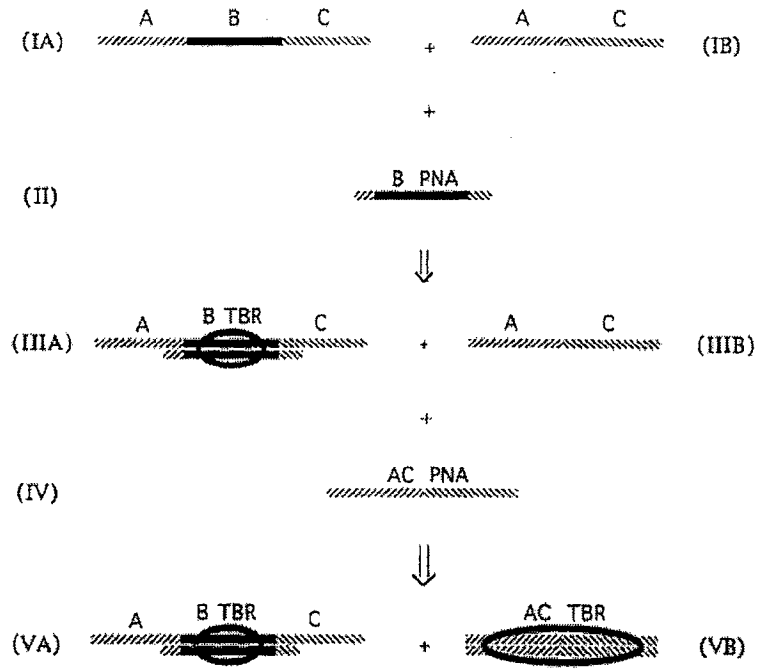 A B C A C
(IA) + (IB)
+
B PNA
(II)
⇓
A B TBR C A C
(IIIA) + (IIIB)
+
AC PNA
(IV)
⇓
A B TBR C AC TBR
(VA) + (VB)